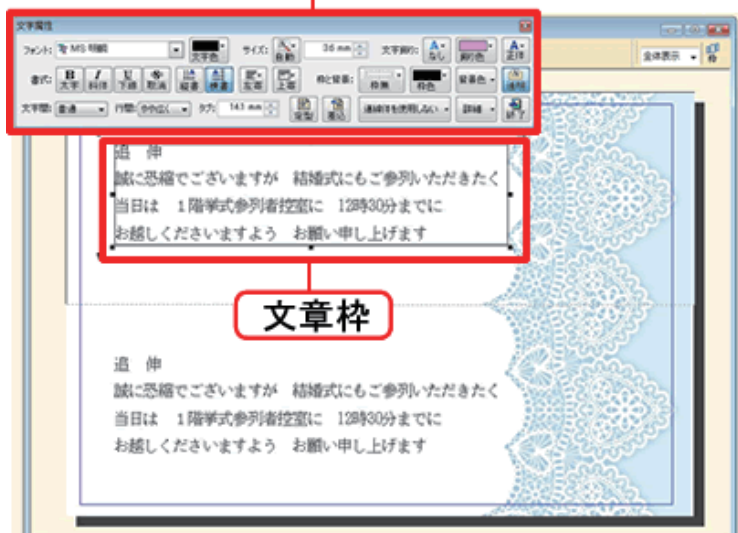 文字属性
フォント: MS 明朝 文字色 サイズ: 自動 36 mm 文字飾り: なし 飾り色 正体
書式: B 太字 I 斜体 U 下線 取消 縦書 横書 左寄 上寄 枠と背景: 枠無 枠色 背景色
文字間: 普通 行間: やや広く タブ: 143 mm 定型 差込 連綿体を使用しない 詳細 終了
全体表示 枠
追 伸
誠に恐縮でございますが 結婚式にもご参列いただきたく
当日は 1階挙式参列者控室に 12時30分までに
お越しくださいますよう お願い申し上げます
文章枠
追 伸
誠に恐縮でございますが 結婚式にもご参列いただきたく
当日は 1階挙式参列者控室に 12時30分までに
お越しくださいますよう お願い申し上げます